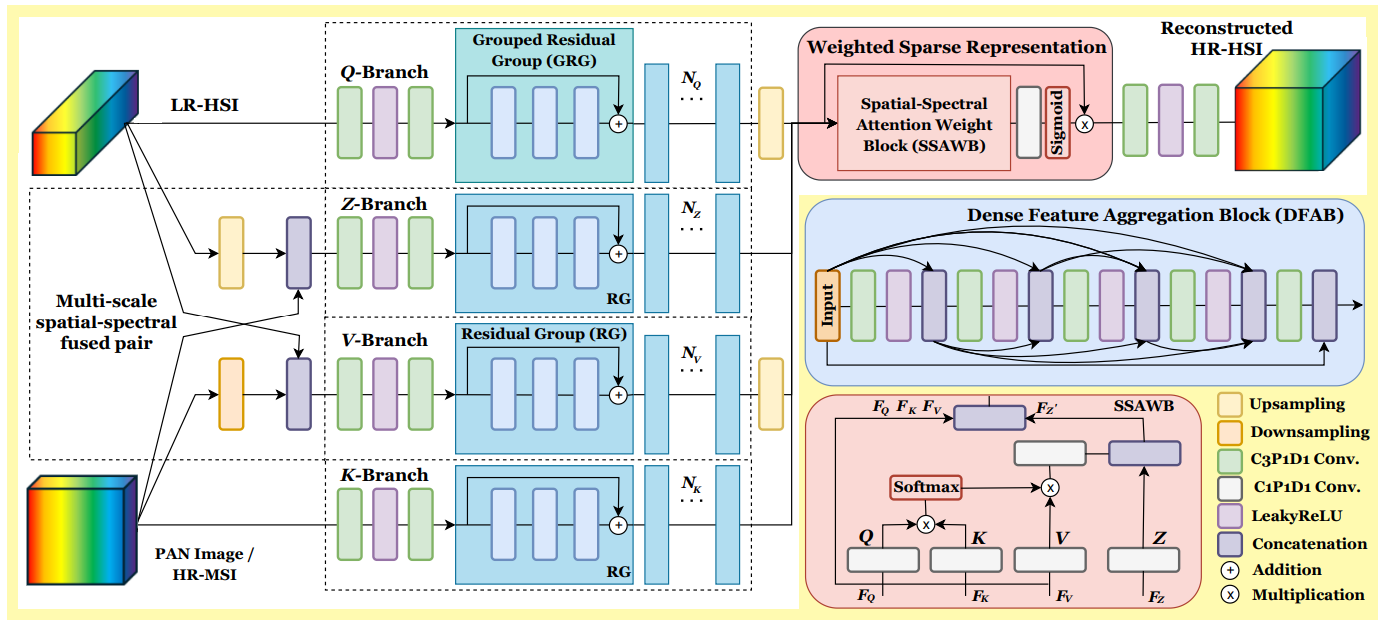 LR-HSI
Q-Branch
Grouped Residual
Group (GRG)
N_Q
...
Weighted Sparse Representation
Spatial-Spectral
Attention Weight
Block (SSAWB)
Sigmoid
x
Reconstructed
HR-HSI
+
Multi-scale
spatial-spectral
fused pair
Z-Branch
+
RG
N_Z
...
V-Branch
Residual Group (RG)
+
N_V
...
K-Branch
+
RG
N_K
...
PAN Image /
HR-MSI
Dense Feature Aggregation Block (DFAB)
Input
F_Q F_K F_V
F_Z'
SSAWB
Softmax
x
x
Q
K
V
Z
F_Q
F_K
F_V
F_Z
Upsampling
Downsampling
C3P1D1 Conv.
C1P1D1 Conv.
LeakyReLU
Concatenation
+ Addition
x Multiplication